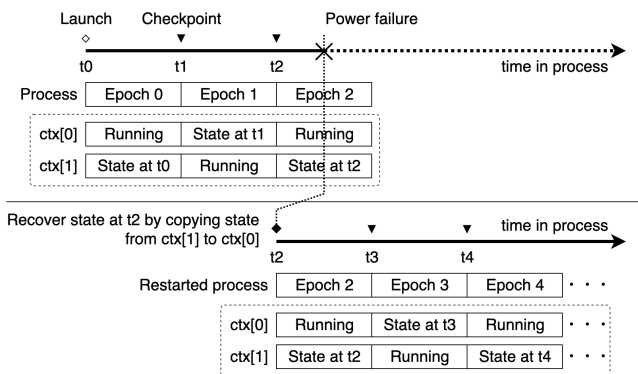 Launch Checkpoint Power failure
t0 t1 t2 time in process
Process Epoch 0 Epoch 1 Epoch 2
ctx[0] Running State at t1 Running
ctx[1] State at t0 Running State at t2
Recover state at t2 by copying state
from ctx[1] to ctx[0]
time in process
t2 t3 t4
Restarted process Epoch 2 Epoch 3 Epoch 4 · · ·
ctx[0] Running State at t3 Running · · ·
ctx[1] State at t2 Running State at t4 · · ·